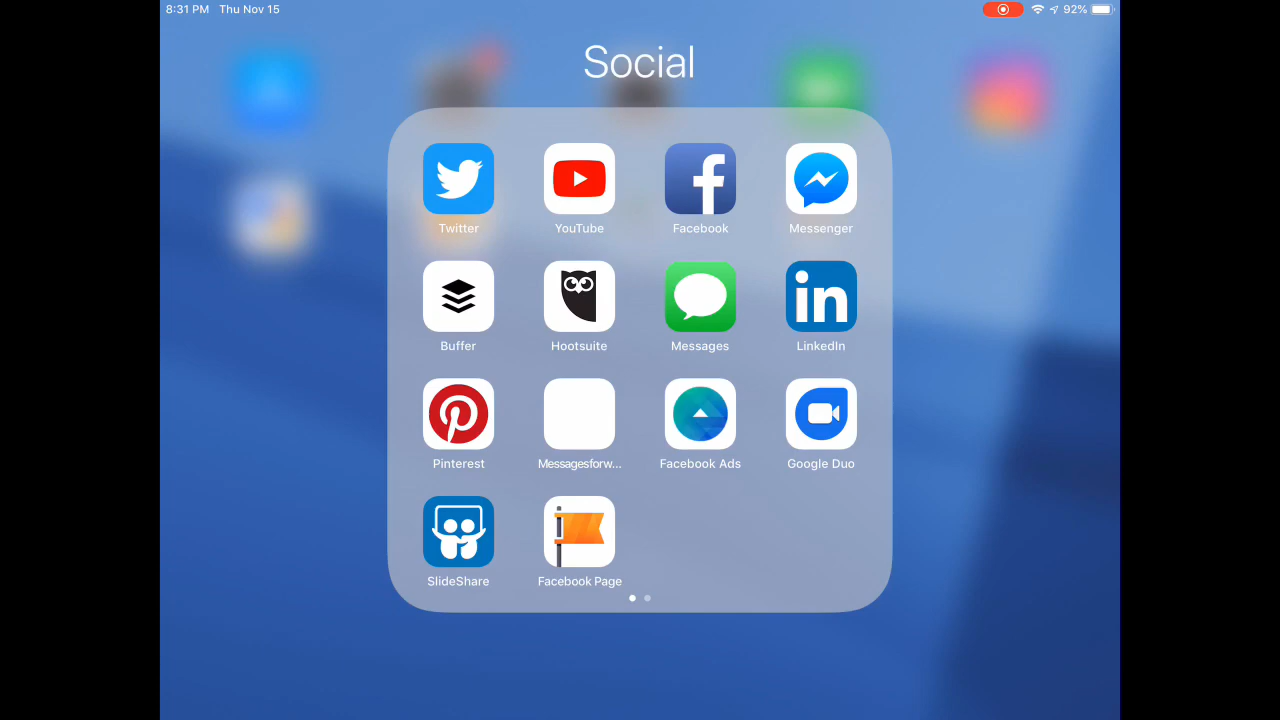 8:31 PM Thu Nov 15 92%
Social
Twitter YouTube Facebook Messenger
in
Buffer Hootsuite Messages LinkedIn
Pinterest Messagesforw... Facebook Ads Google Duo
SlideShare Facebook Page